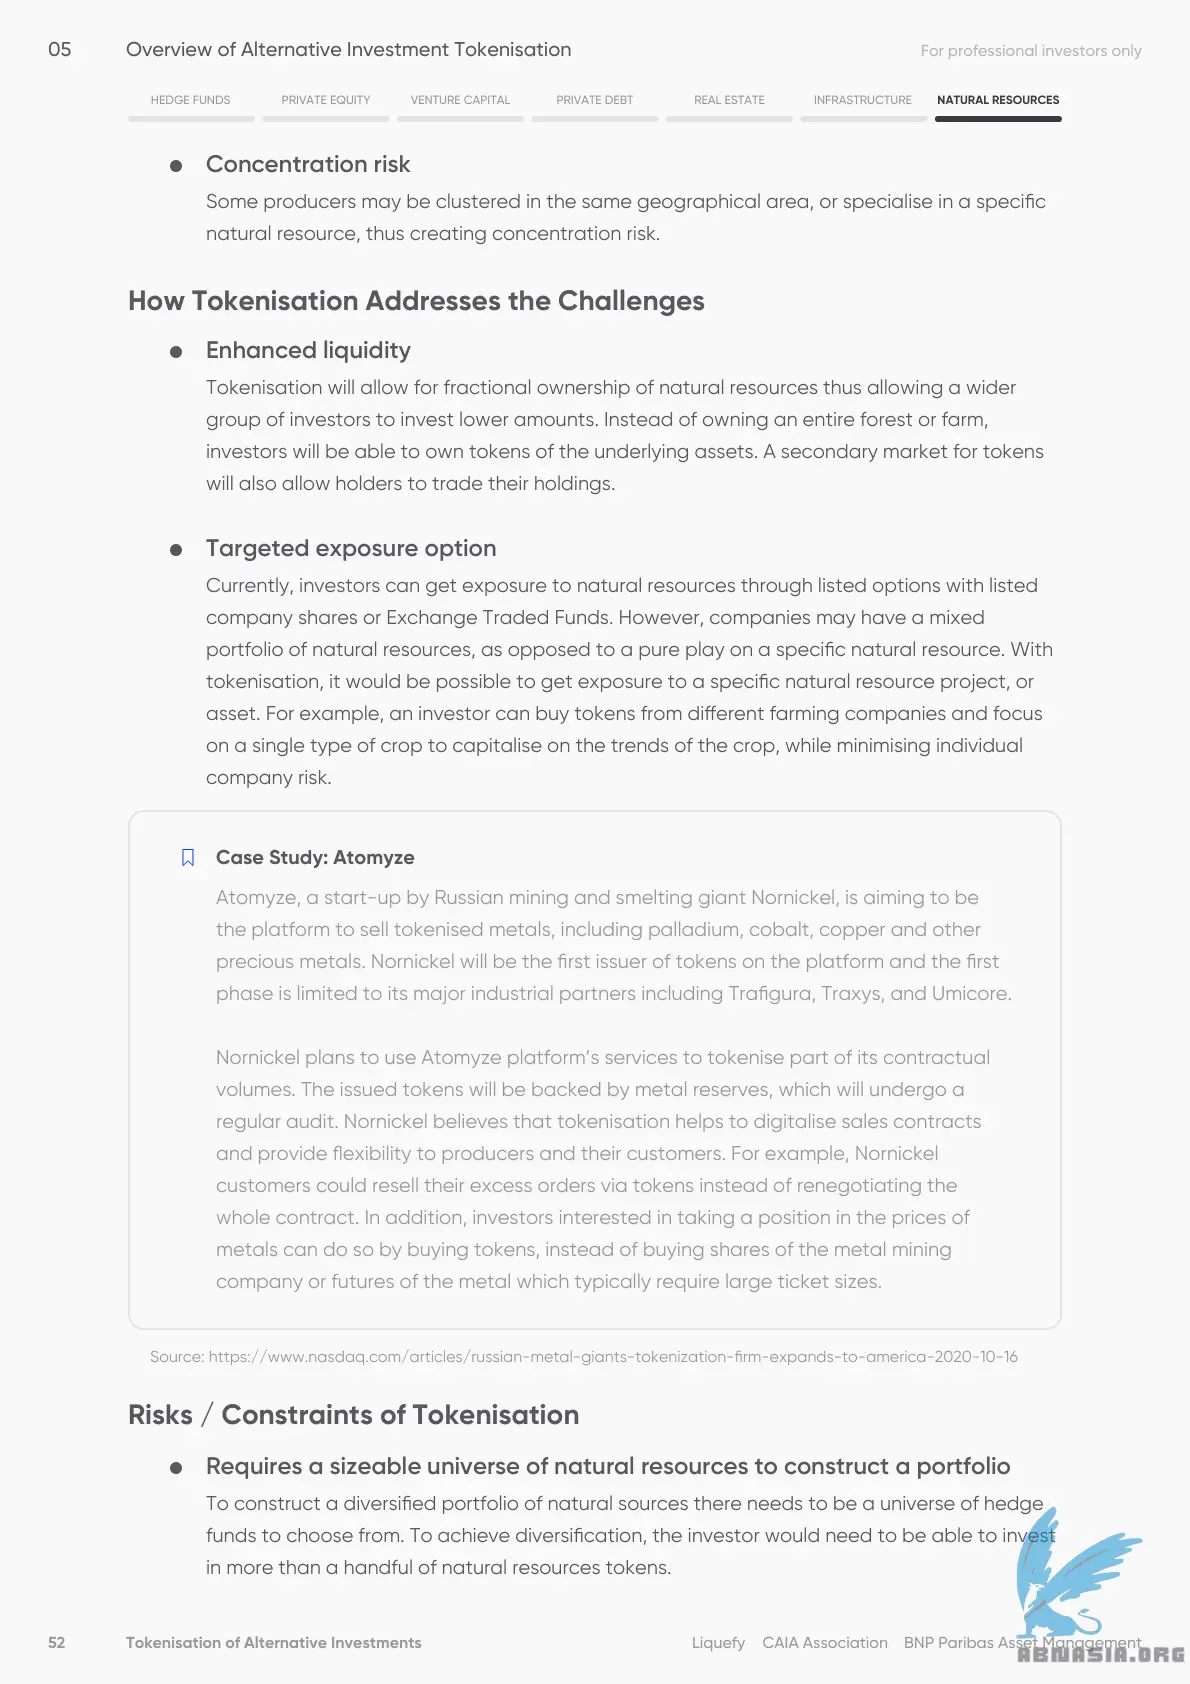 05 Overview of Alternative Investment Tokenisation For professional investors only
HEDGE FUNDS PRIVATE EQUITY VENTURE CAPITAL PRIVATE DEBT REAL ESTATE INFRASTRUCTURE NATURAL RESOURCES
● Concentration risk
Some producers may be clustered in the same geographical area, or specialise in a specific
natural resource, thus creating concentration risk.
How Tokenisation Addresses the Challenges
● Enhanced liquidity
Tokenisation will allow for fractional ownership of natural resources thus allowing a wider
group of investors to invest lower amounts. Instead of owning an entire forest or farm,
investors will be able to own tokens of the underlying assets. A secondary market for tokens
will also allow holders to trade their holdings.
● Targeted exposure option
Currently, investors can get exposure to natural resources through listed options with listed
company shares or Exchange Traded Funds. However, companies may have a mixed
portfolio of natural resources, as opposed to a pure play on a specific natural resource. With
tokenisation, it would be possible to get exposure to a specific natural resource project, or
asset. For example, an investor can buy tokens from different farming companies and focus
on a single type of crop to capitalise on the trends of the crop, while minimising individual
company risk.
Case Study: Atomyze
Atomyze, a start-up by Russian mining and smelting giant Nornickel, is aiming to be
the platform to sell tokenised metals, including palladium, cobalt, copper and other
precious metals. Nornickel will be the first issuer of tokens on the platform and the first
phase is limited to its major industrial partners including Trafigura, Traxys, and Umicore.
Nornickel plans to use Atomyze platform's services to tokenise part of its contractual
volumes. The issued tokens will be backed by metal reserves, which will undergo a
regular audit. Nornickel believes that tokenisation helps to digitalise sales contracts
and provide flexibility to producers and their customers. For example, Nornickel
customers could resell their excess orders via tokens instead of renegotiating the
whole contract. In addition, investors interested in taking a position in the prices of
metals can do so by buying tokens, instead of buying shares of the metal mining
company or futures of the metal which typically require large ticket sizes.
Source: https://www.nasdaq.com/articles/russian-metal-giants-tokenization-firm-expands-to-america-2020-10-16
Risks / Constraints of Tokenisation
● Requires a sizeable universe of natural resources to construct a portfolio
To construct a diversified portfolio of natural sources there needs to be a universe of hedge
funds to choose from. To achieve diversification, the investor would need to be able to invest
in more than a handful of natural resources tokens.
52 Tokenisation of Alternative Investments Liquefy CAIA Association BNP Paribas Asset Management
ABMASIA.ORG